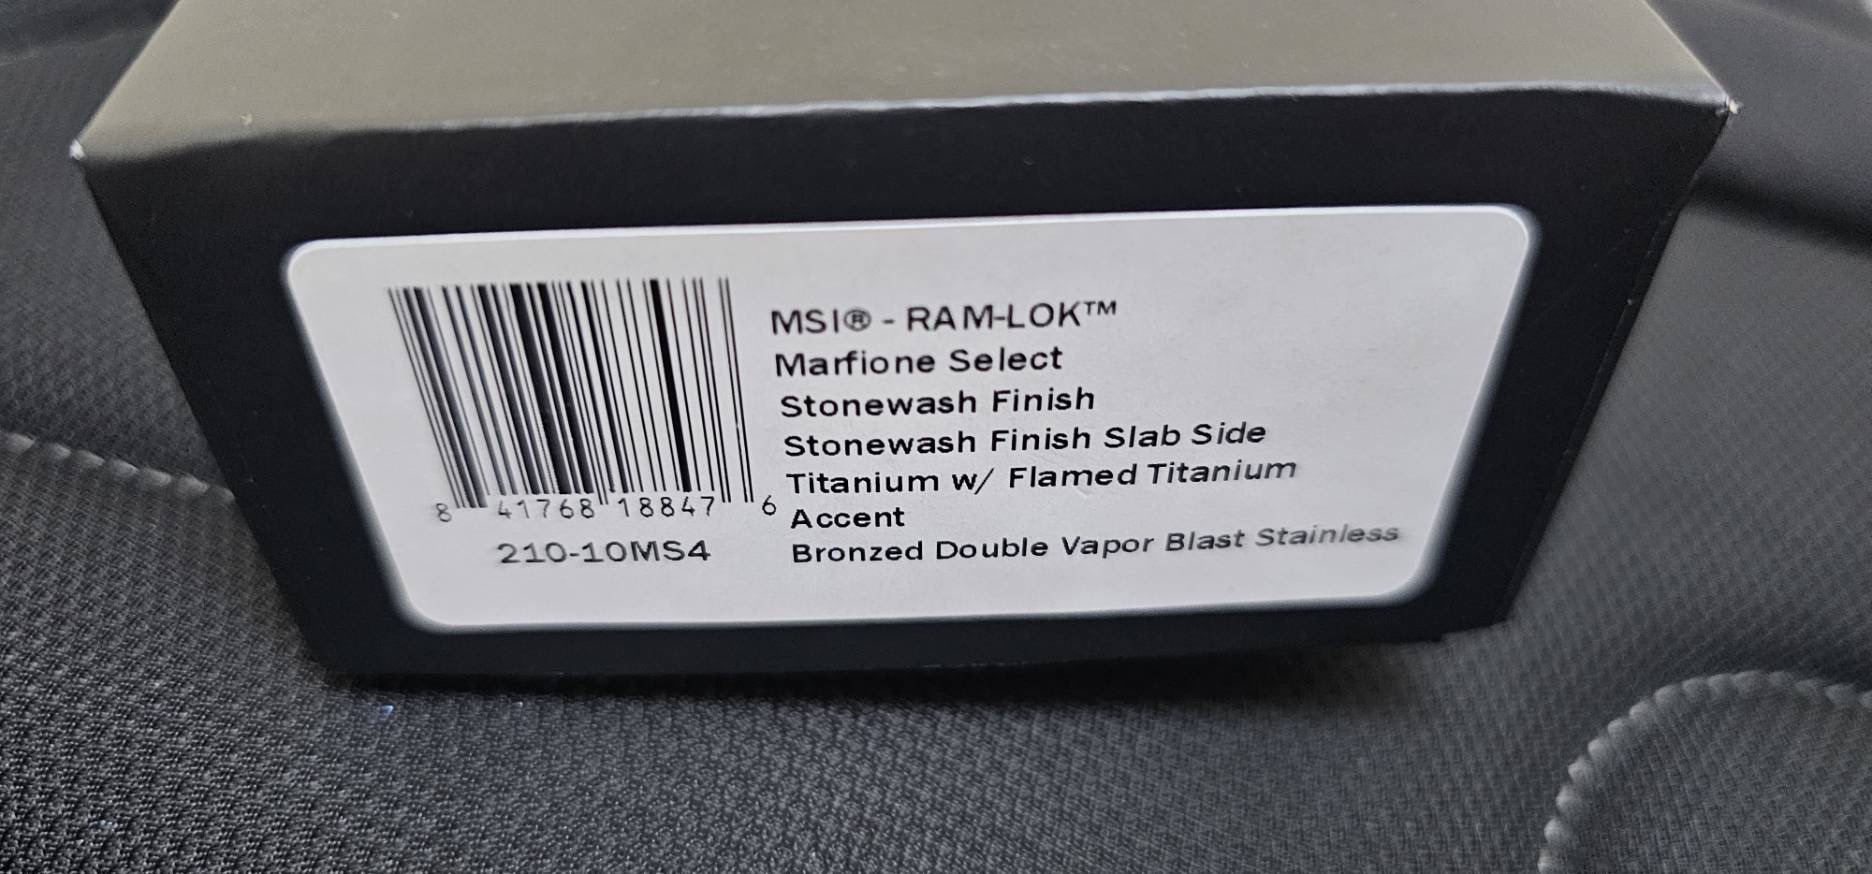 MSI® - RAM-LOK™
Marfione Select
Stonewash Finish
Stonewash Finish Slab Side
Titanium w/ Flamed Titanium
Accent
Bronzed Double Vapor Blast Stainless
8 41768 18847 6
210-10MS4